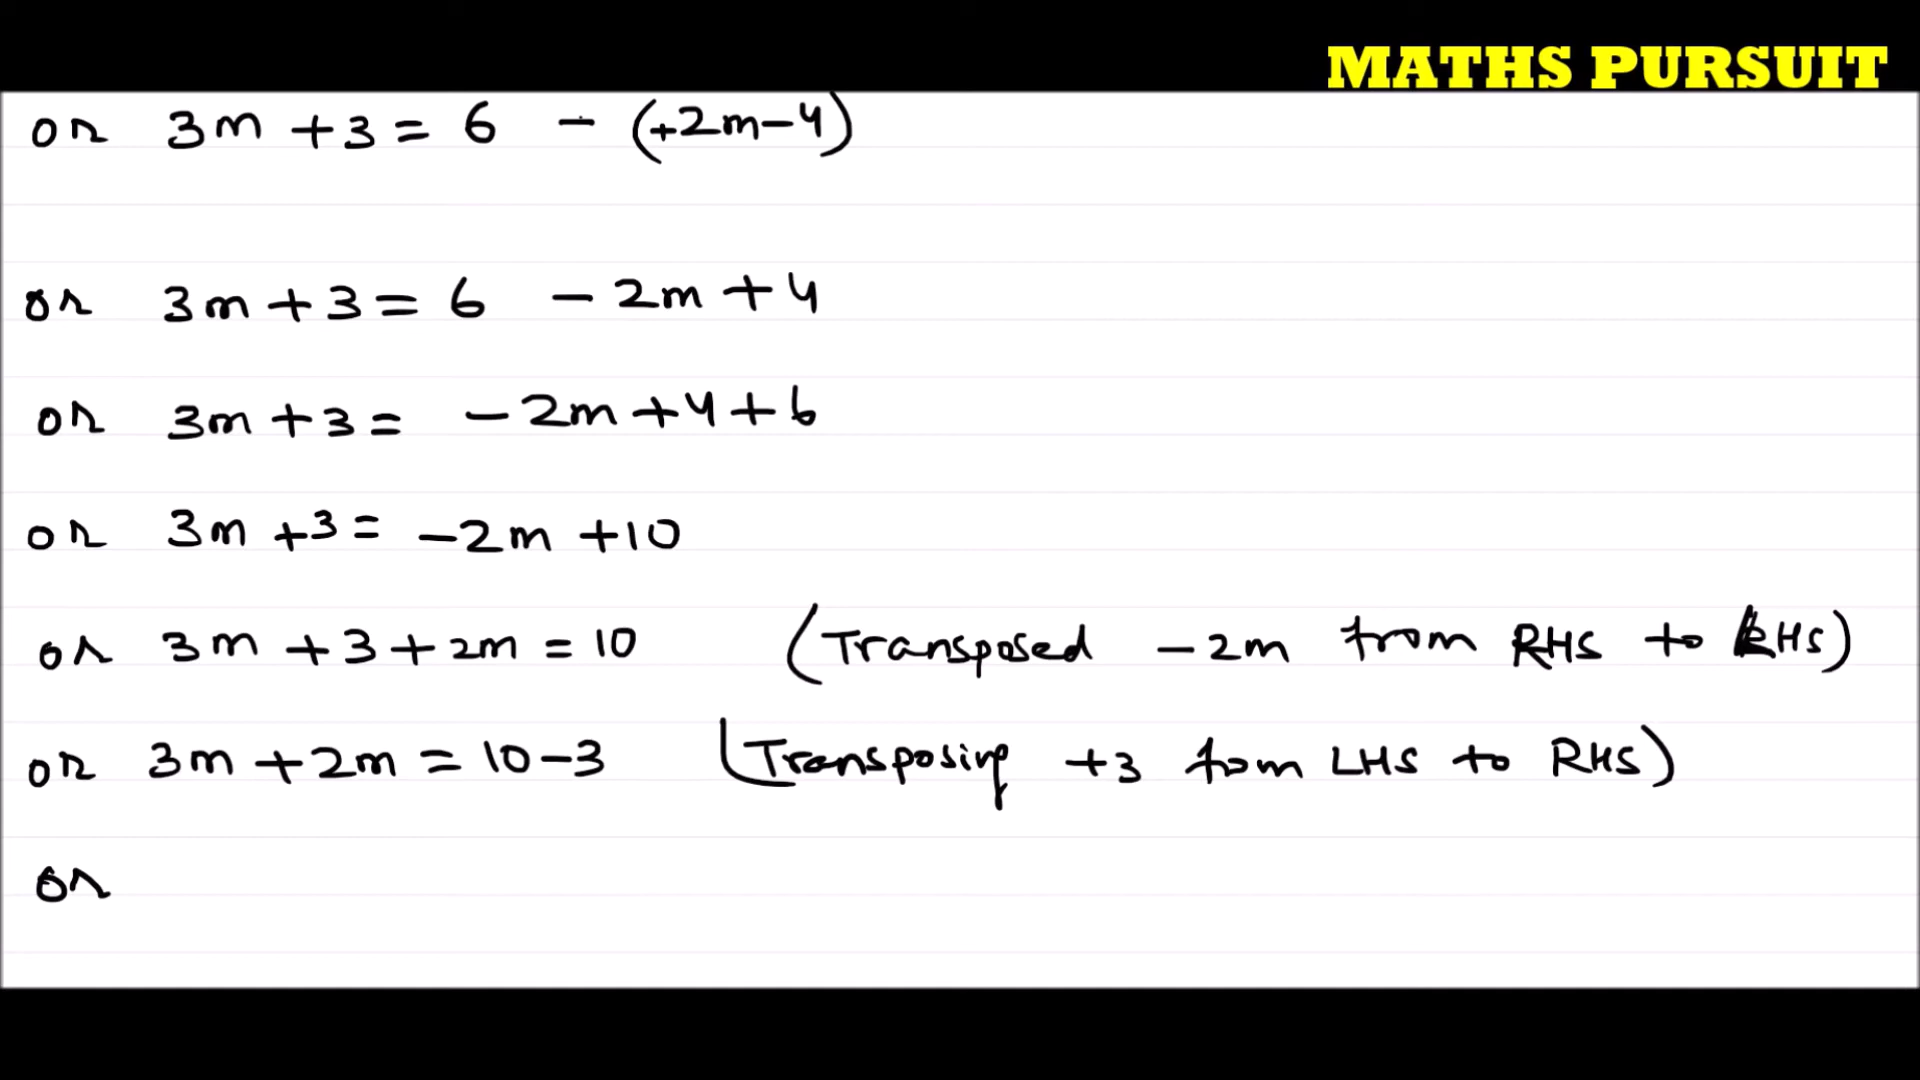 MATHS PURSUIT
or 3m + 3 = 6 - (+2m - 4)
or 3m + 3 = 6 - 2m + 4
or 3m + 3 = - 2m + 4 + 6
or 3m + 3 = - 2m + 10
or 3m + 3 + 2m = 10 (Transposed - 2m from RHS to LHS)
or 3m + 2m = 10 - 3 (Transposing + 3 from LHS to RHS)
or